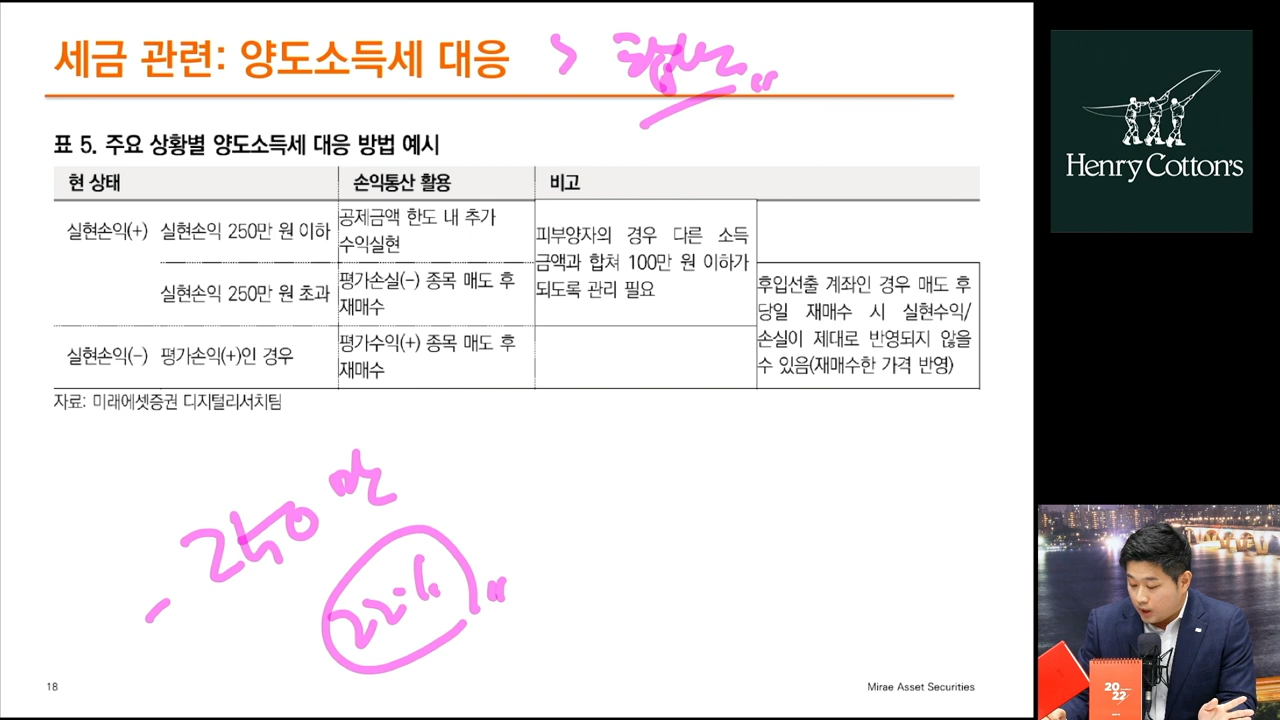 세금 관련: 양도소득세 대응 >
표 5. 주요 상황별 양도소득세 대응 방법 예시
현 상태 손익통산 활용 비고
실현손익(+) 실현손익 250만 원 이하
공제금액 한도 내 추가
수익실현
실현손익 250만 원 초과
평가손실(-) 종목 매도 후
재매수
피부양자의 경우 다른 소득
금액과 합쳐 100만 원 이하가
되도록 관리 필요
실현손익(-) 평가손익(+)인 경우
평가수익(+) 종목 매도 후
재매수
후입선출 계좌인 경우 매도 후
당일 재매수 시 실현수익/
손실이 제대로 반영되지 않을
수 있음(재매수한 가격 반영)
자료: 미래에셋증권 디지털리서치팀
- 250만
22%
18
Mirae Asset Securities
Henry Cotton's
2022